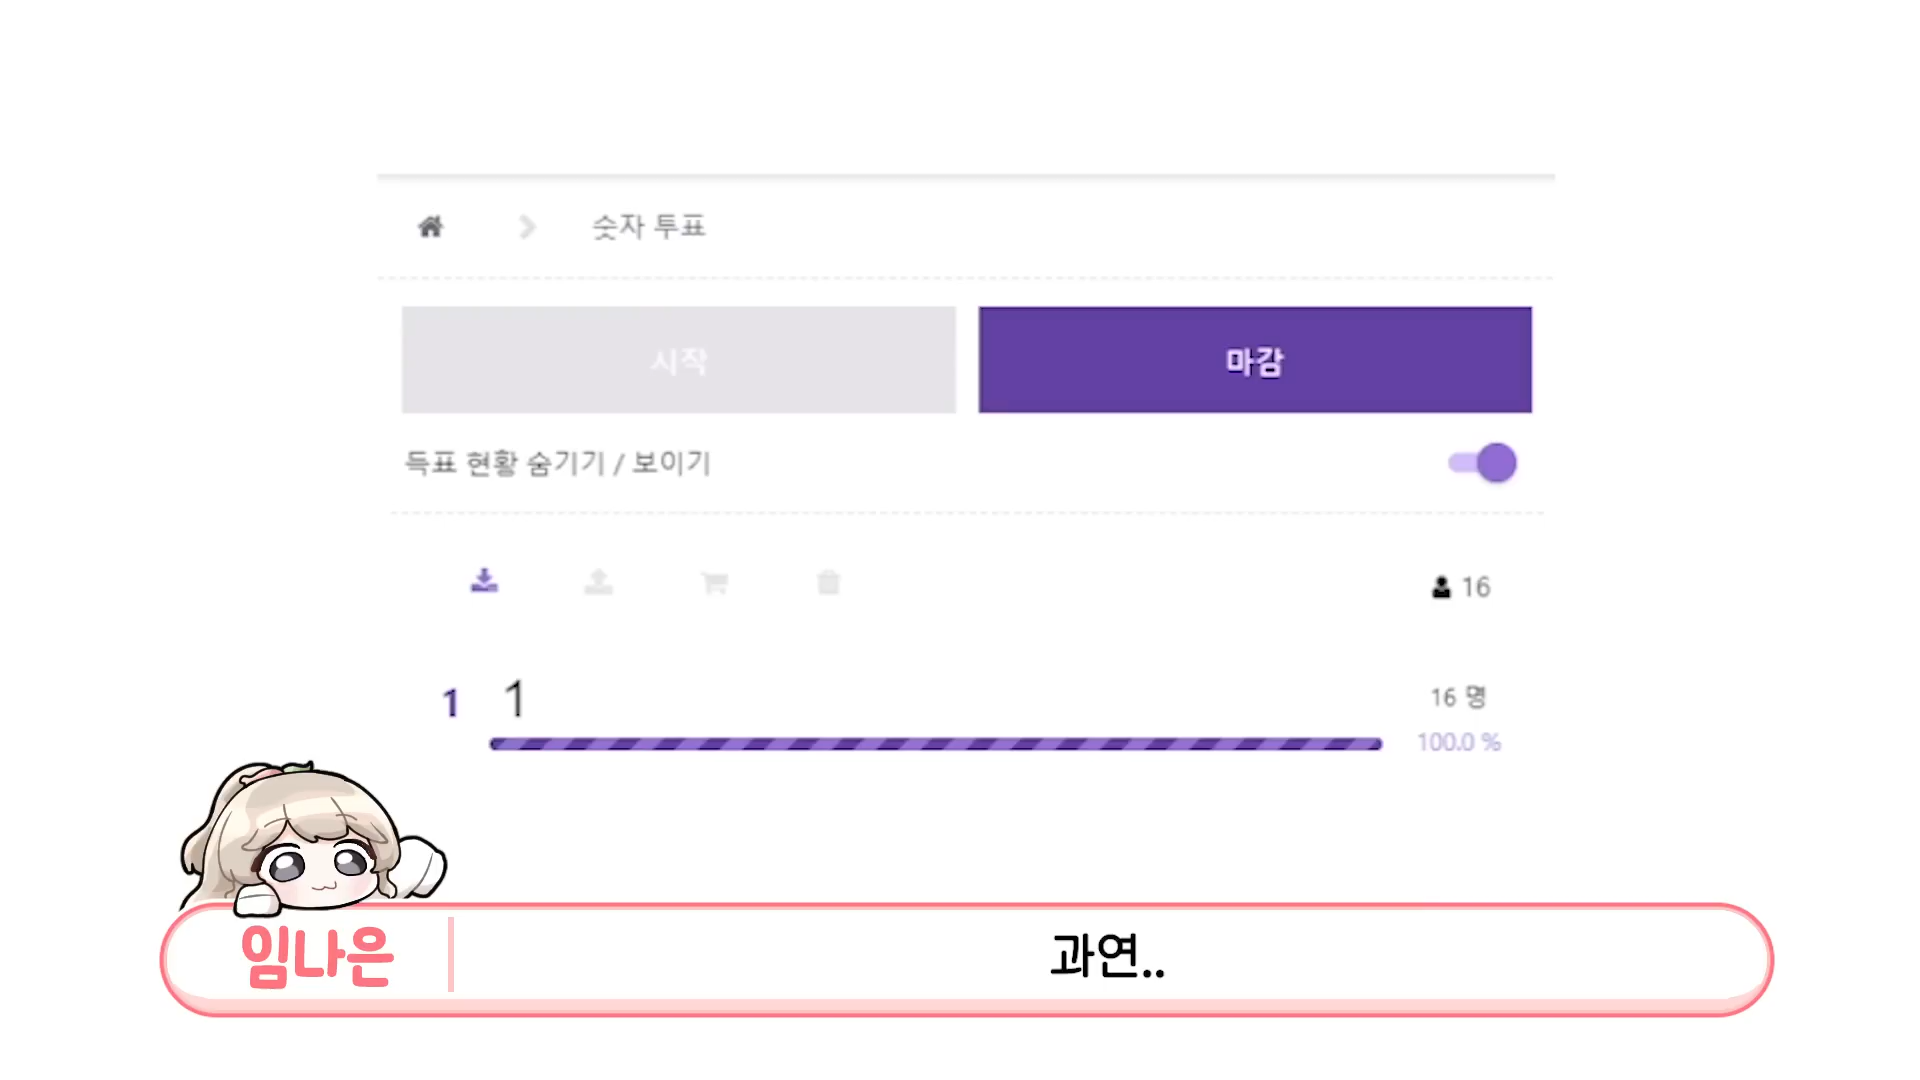 숫자 투표
시작
마감
득표 현황 숨기기 / 보이기
16
1
1
16 명
100.0 %
임나은
과연..